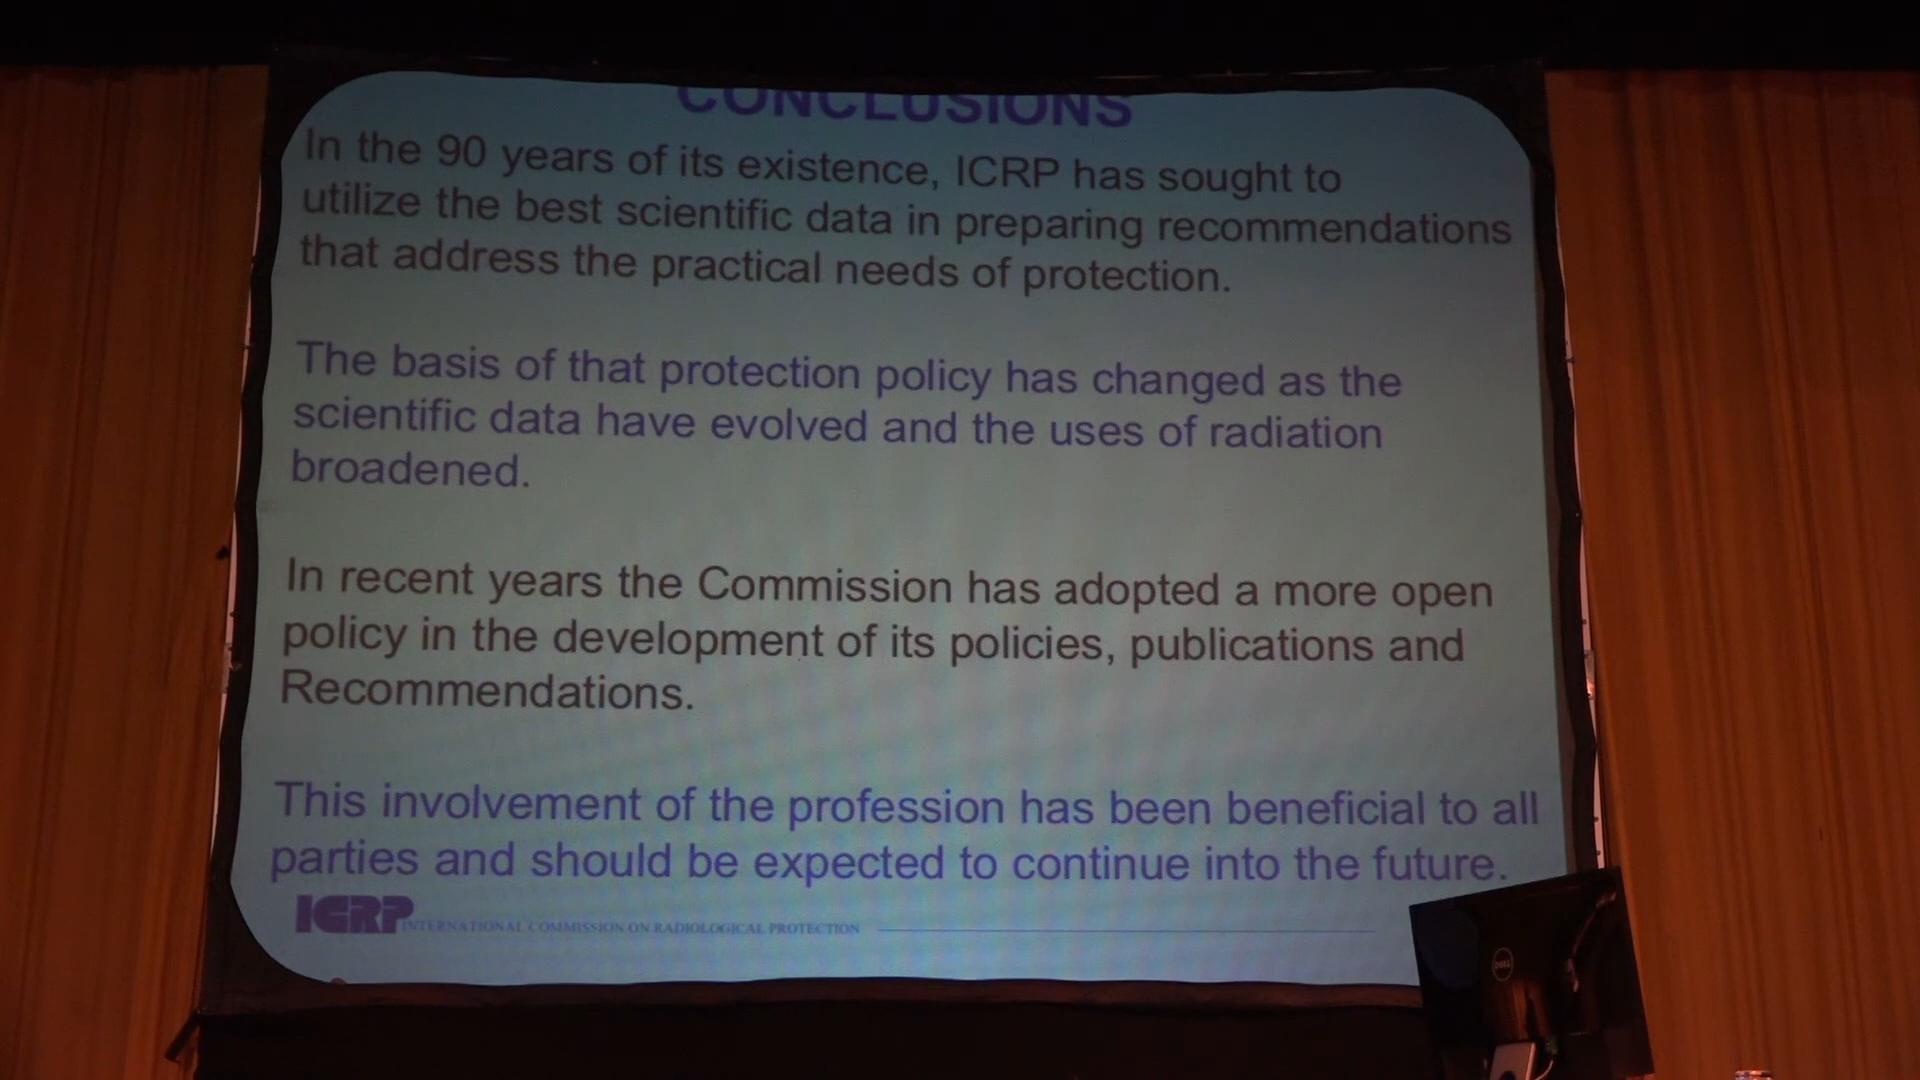 CONCLUSIONS
In the 90 years of its existence, ICRP has sought to
utilize the best scientific data in preparing recommendations
that address the practical needs of protection.
The basis of that protection policy has changed as the
scientific data have evolved and the uses of radiation
broadened.
In recent years the Commission has adopted a more open
policy in the development of its policies, publications and
Recommendations.
This involvement of the profession has been beneficial to all
parties and should be expected to continue into the future.
ICRP INTERNATIONAL COMMISSION ON RADIOLOGICAL PROTECTION
DELL